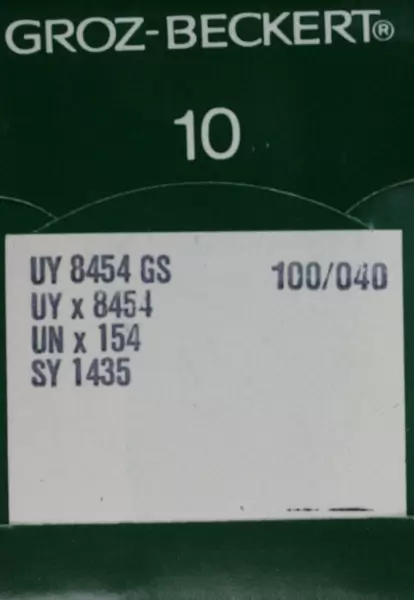 GROZ-BECKERT®
10
UY 8454 GS 100/040
UY x 8454
UN x 154
SY 1435